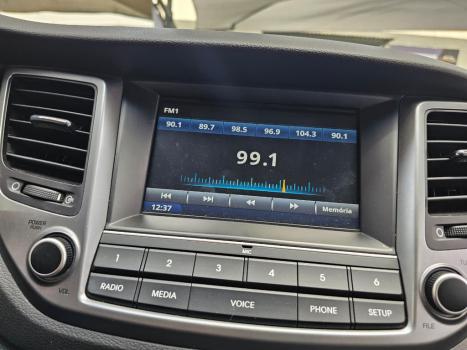 FM1
90.1 89.7 98.5 96.9 104.3 90.1
99.1
Memória
12:37
POWER
PUSH
VOL
MIC
1 2 3 4 5 6
RADIO MEDIA VOICE PHONE SETUP
FILE